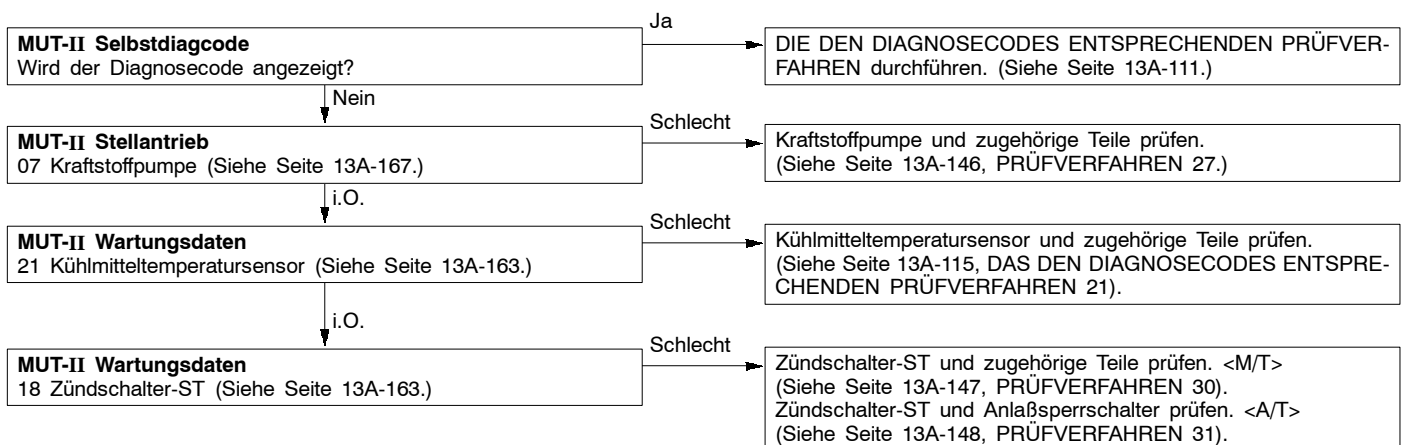 Ja
MUT-II Selbstdiagcode
Wird der Diagnosecode angezeigt?
DIE DEN DIAGNOSECODES ENTSPRECHENDEN PRÜFVER-
FAHREN durchführen. (Siehe Seite 13A-111.)
Nein
MUT-II Stellantrieb
07 Kraftstoffpumpe (Siehe Seite 13A-167.)
Schlecht
Kraftstoffpumpe und zugehörige Teile prüfen.
(Siehe Seite 13A-146, PRÜFVERFAHREN 27.)
i.O.
MUT-II Wartungsdaten
21 Kühlmitteltemperatursensor (Siehe Seite 13A-163.)
Schlecht
Kühlmitteltemperatursensor und zugehörige Teile prüfen.
(Siehe Seite 13A-115, DAS DEN DIAGNOSECODES ENTSPRE-
CHENDEN PRÜFVERFAHREN 21).
i.O.
MUT-II Wartungsdaten
18 Zündschalter-ST (Siehe Seite 13A-163.)
Schlecht
Zündschalter-ST und zugehörige Teile prüfen. <M/T>
(Siehe Seite 13A-147, PRÜFVERFAHREN 30).
Zündschalter-ST und Anlaßsperrschalter prüfen. <A/T>
(Siehe Seite 13A-148, PRÜFVERFAHREN 31).